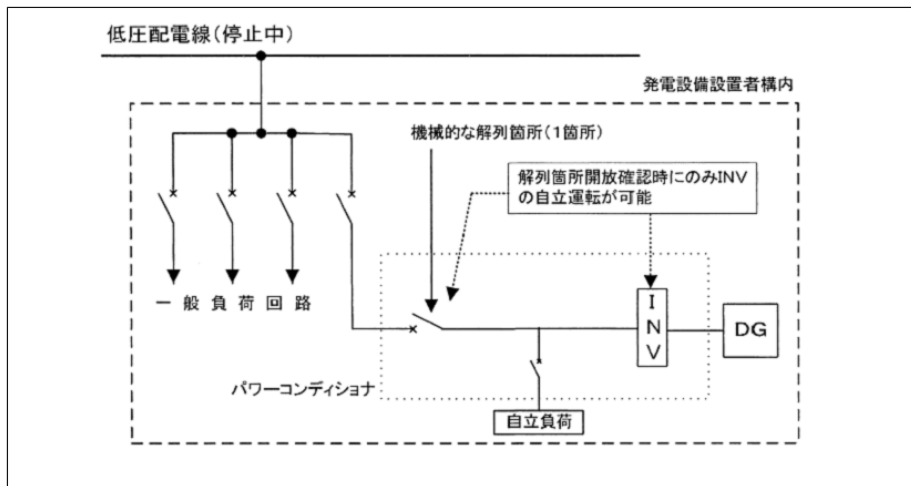 低圧配電線(停止中)
発電設備設置者構内
機械的な解列箇所(1箇所)
解列箇所開放確認時にのみINV
の自立運転が可能
一般負荷回路
INV
DG
パワーコンディショナ
自立負荷